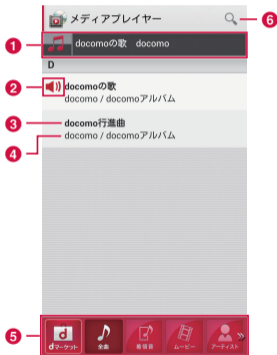 メディアプレイヤー
6
1
docomoの歌 docomo
D
2
docomoの歌
docomo / docomoアルバム
3
docomo行進曲
4
docomo / docomoアルバム
5
d
dマーケット
全曲
着信音
ムービー
アーティスト